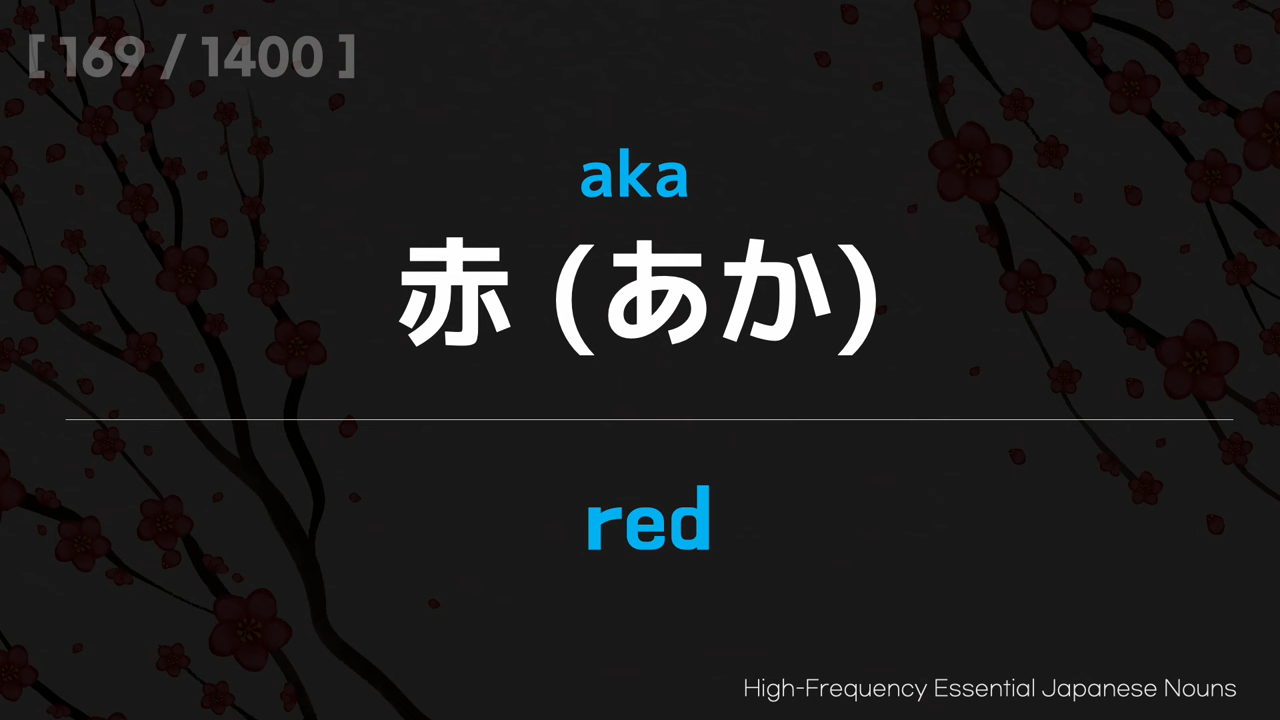 [ 169 / 1400 ]
aka
赤 (あか)
red
High-Frequency Essential Japanese Nouns